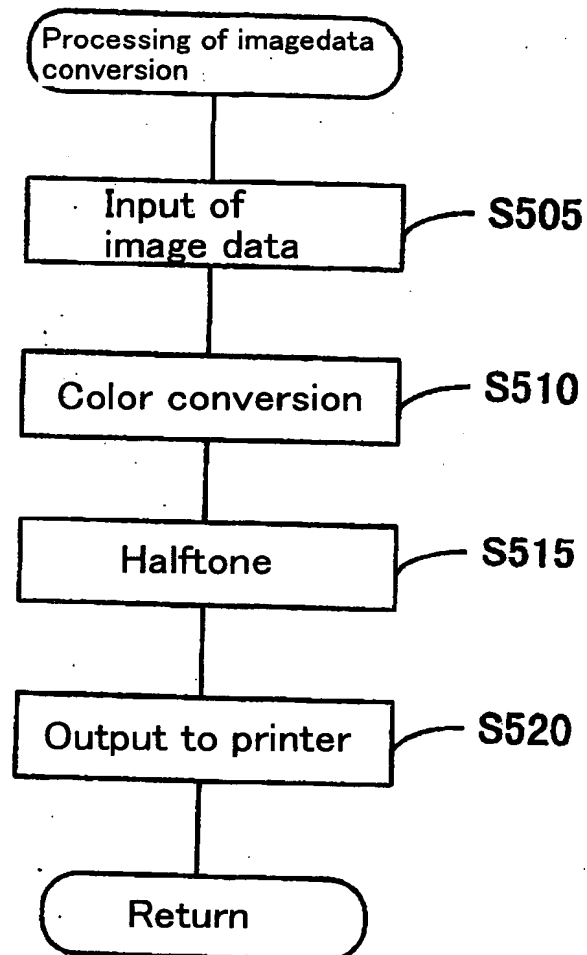 Processing of imagedata
conversion
Input of
image data
S505
Color conversion
S510
Halftone
S515
Output to printer
S520
Return